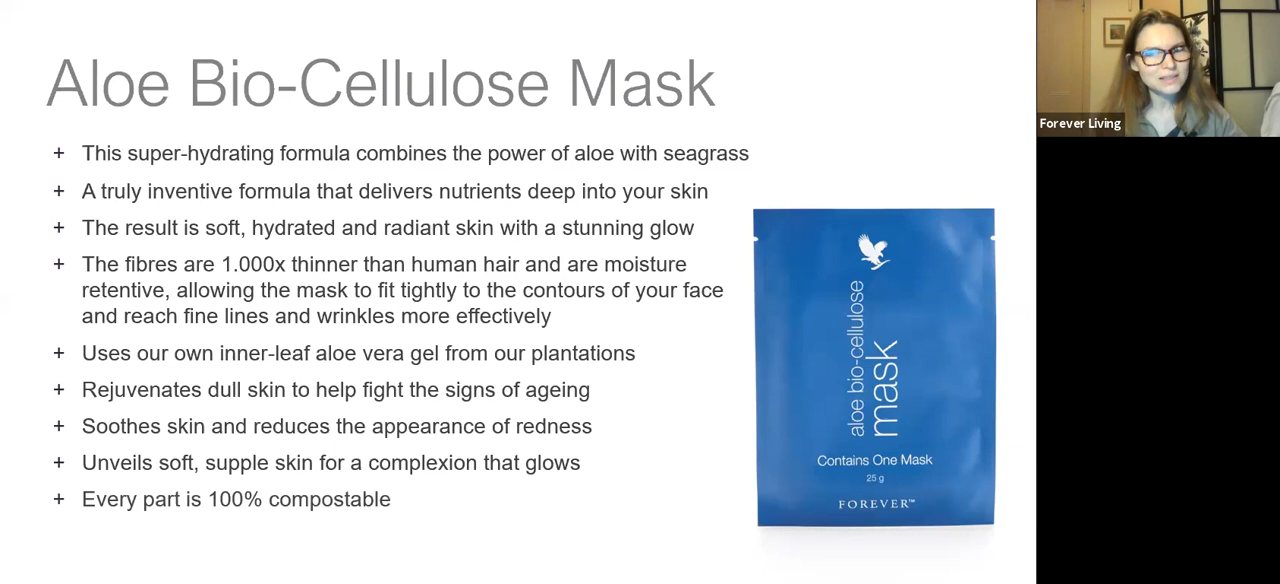 Aloe Bio-Cellulose Mask
+ This super-hydrating formula combines the power of aloe with seagrass
+ A truly inventive formula that delivers nutrients deep into your skin
+ The result is soft, hydrated and radiant skin with a stunning glow
+ The fibres are 1.000x thinner than human hair and are moisture
retentive, allowing the mask to fit tightly to the contours of your face
and reach fine lines and wrinkles more effectively
+ Uses our own inner-leaf aloe vera gel from our plantations
+ Rejuvenates dull skin to help fight the signs of ageing
+ Soothes skin and reduces the appearance of redness
+ Unveils soft, supple skin for a complexion that glows
+ Every part is 100% compostable
aloe bio-cellulose
mask
Contains One Mask
25 g
FOREVER™
Forever Living